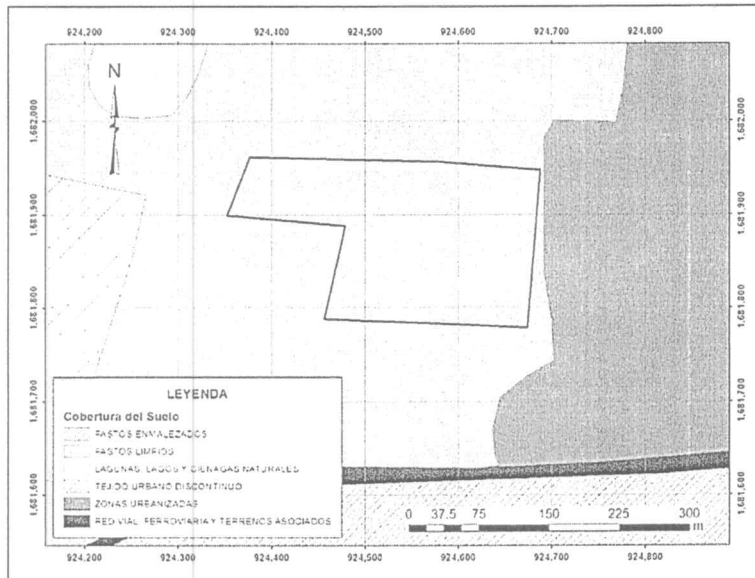 924,200 924,300 924,400 924,500 924,600 924,700 924,800
N
1,682,000 1,682,000
1,681,900 1,681,900
1,681,800 1,681,800
1,681,700 1,681,700
1,681,600 1,681,600
LEYENDA
Cobertura del Suelo
PASTOS ENMALEZADOS
PASTOS LIMPIOS
LAGUNAS, LAGOS Y CIENAGAS NATURALES
TEJIDO URBANO DISCONTINUO
ZONAS URBANIZADAS
RED VIAL, FERROVIARIA Y TERRENOS ASOCIADOS
0 37.5 75 150 225 300
m
924,200 924,300 924,400 924,500 924,600 924,700 924,800